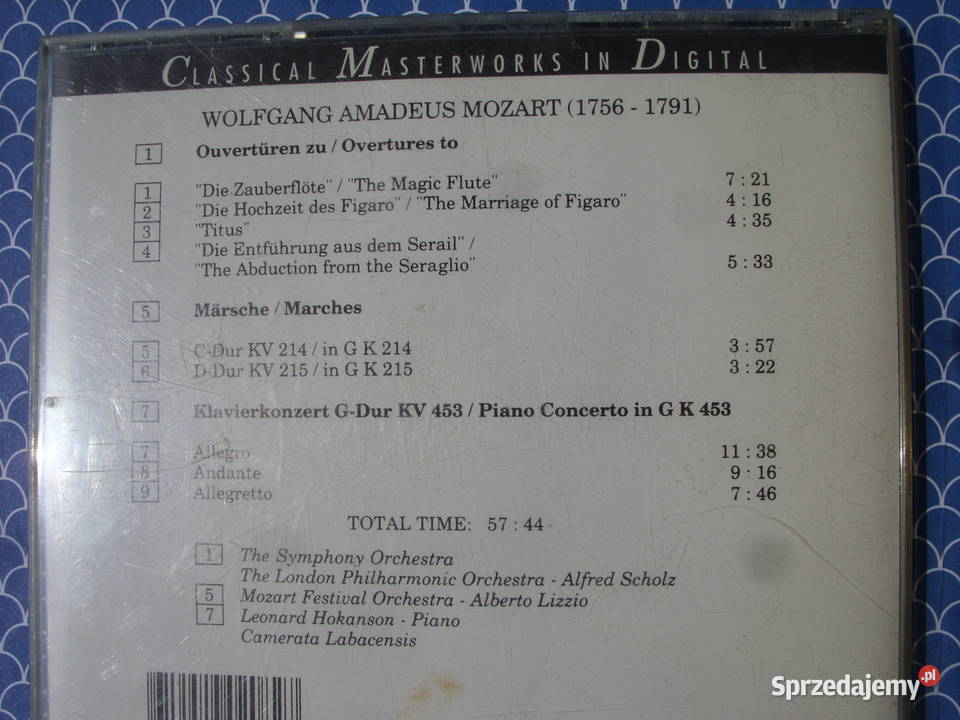 CLASSICAL MASTERWORKS IN DIGITAL
WOLFGANG AMADEUS MOZART (1756 - 1791)
1 Ouvertüren zu / Overtures to
1 "Die Zauberflöte" / "The Magic Flute" 7 : 21
2 "Die Hochzeit des Figaro" / "The Marriage of Figaro" 4 : 16
3 "Titus" 4 : 35
4 "Die Entführung aus dem Serail" /
"The Abduction from the Seraglio" 5 : 33
5 Märsche / Marches
5 C-Dur KV 214 / in G K 214 3 : 57
6 D-Dur KV 215 / in G K 215 3 : 22
7 Klavierkonzert G-Dur KV 453 / Piano Concerto in G K 453
7 Allegro 11 : 38
8 Andante 9 : 16
9 Allegretto 7 : 46
TOTAL TIME: 57 : 44
1 The Symphony Orchestra
The London Philharmonic Orchestra - Alfred Scholz
5 Mozart Festival Orchestra - Alberto Lizzio
7 Leonard Hokanson - Piano
Camerata Labacensis
Sprzedajemy.pl